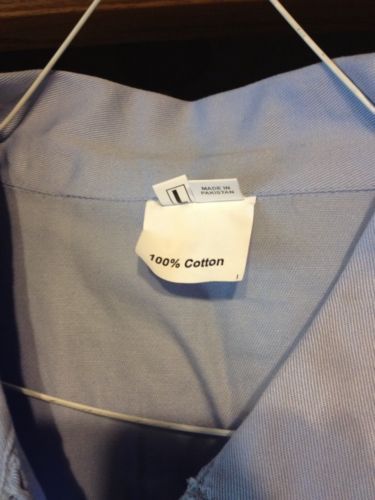 L
MADE IN
PAKISTAN
100% Cotton